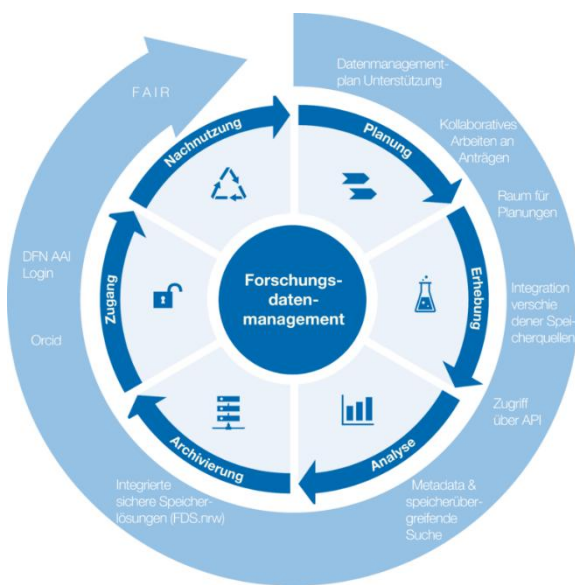 FAIR
Datenmanagement-
plan Unterstützung
Kollaboratives
Arbeiten an
Anträgen
Raum für
Planungen
Integration
verschie
dener Spei-
cherquellen
Zugriff
über API
Metadata &
speicherüber-
greifende
Suche
Integrierte
sichere Speicher-
lösungen (FDS.nrw)
Orcid
DFN AAI
Login
Planung
Erhebung
Analyse
Archivierung
Zugang
Nachnutzung
Forschungs-
daten-
management